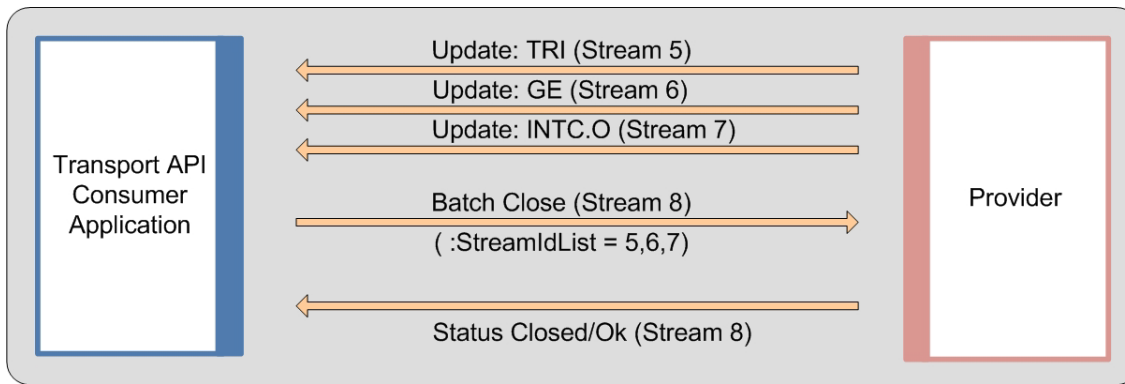 Update: TRI (Stream 5)
Update: GE (Stream 6)
Update: INTC.O (Stream 7)
Transport API
Consumer
Application
Batch Close (Stream 8)
( :StreamIdList = 5,6,7)
Provider
Status Closed/Ok (Stream 8)